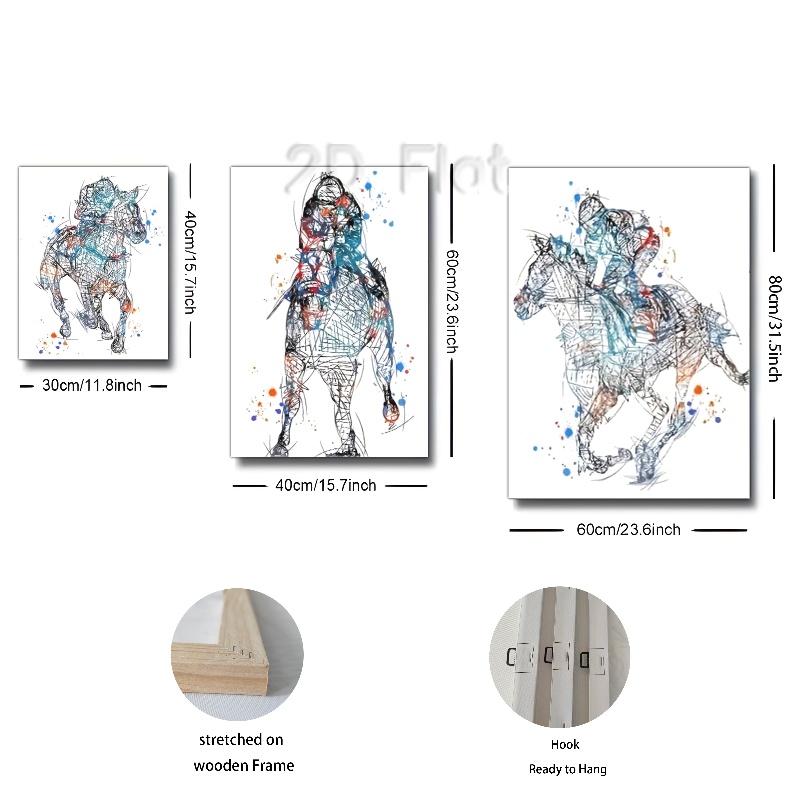 2D Flat
40cm/15.7inch
30cm/11.8inch
60cm/23.6inch
40cm/15.7inch
80cm/31.5inch
60cm/23.6inch
stretched on
wooden Frame
Hook
Ready to Hang